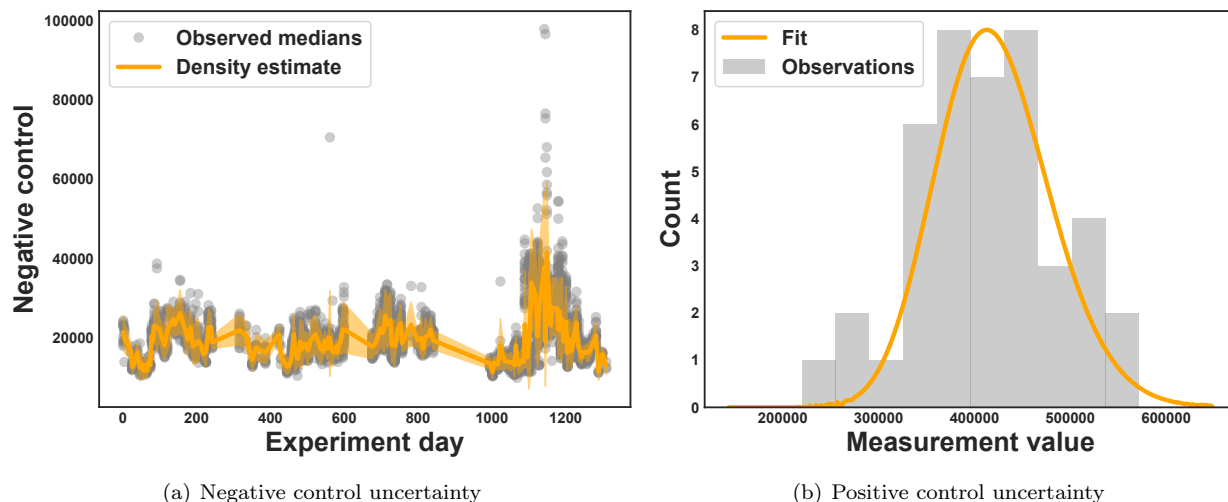 100000
80000
60000
40000
20000
0 200 400 600 800 1000 1200
Negative control
Experiment day
Observed medians
Density estimate
(a) Negative control uncertainty
8
7
6
5
4
3
2
1
0
200000 300000 400000 500000 600000
Count
Measurement value
Fit
Observations
(b) Positive control uncertainty